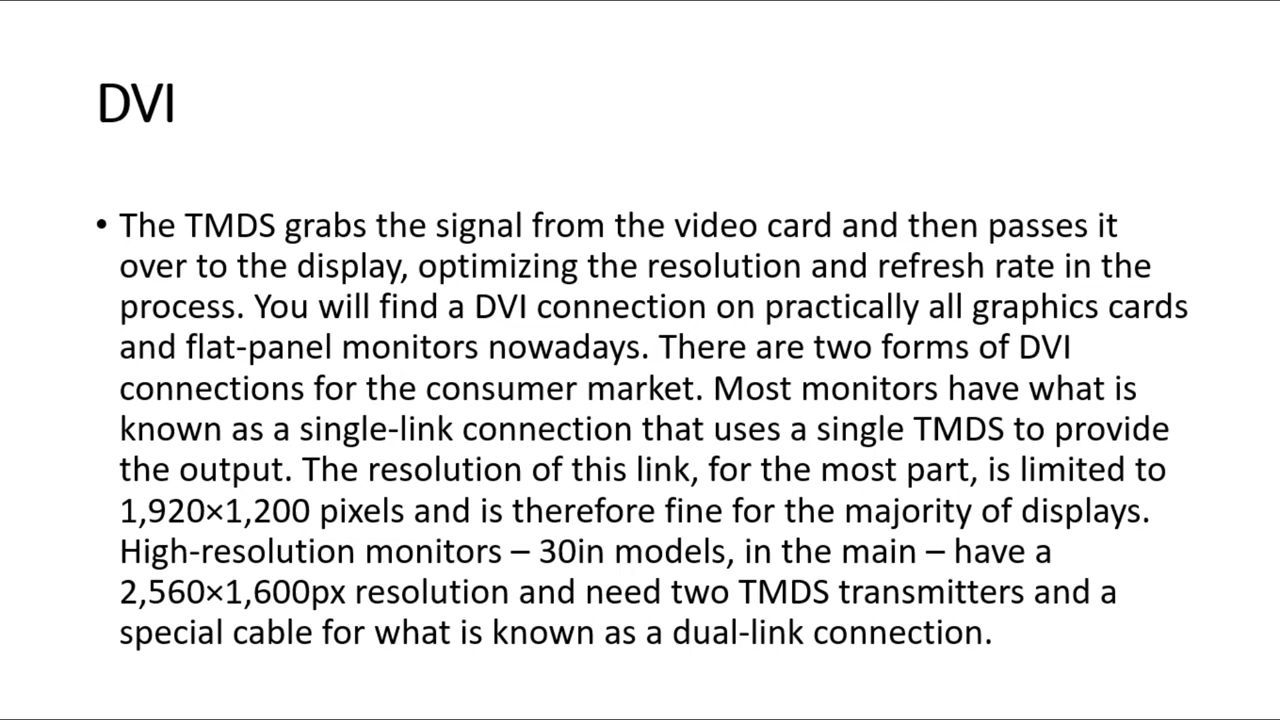 DVI
• The TMDS grabs the signal from the video card and then passes it
over to the display, optimizing the resolution and refresh rate in the
process. You will find a DVI connection on practically all graphics cards
and flat-panel monitors nowadays. There are two forms of DVI
connections for the consumer market. Most monitors have what is
known as a single-link connection that uses a single TMDS to provide
the output. The resolution of this link, for the most part, is limited to
1,920×1,200 pixels and is therefore fine for the majority of displays.
High-resolution monitors – 30in models, in the main – have a
2,560×1,600px resolution and need two TMDS transmitters and a
special cable for what is known as a dual-link connection.